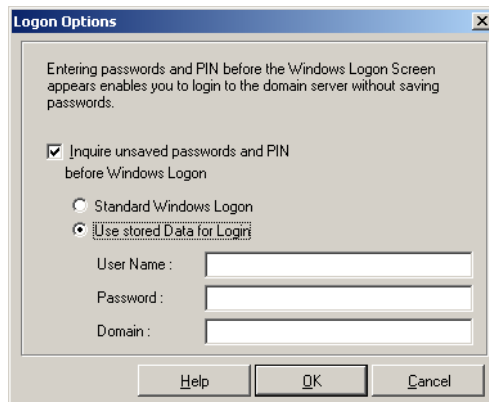 Logon Options
Entering passwords and PIN before the Windows Logon Screen
appears enables you to login to the domain server without saving
passwords.
Inquire unsaved passwords and PIN
before Windows Logon
Standard Windows Logon
Use stored Data for Login
User Name :
Password :
Domain :
Help OK Cancel